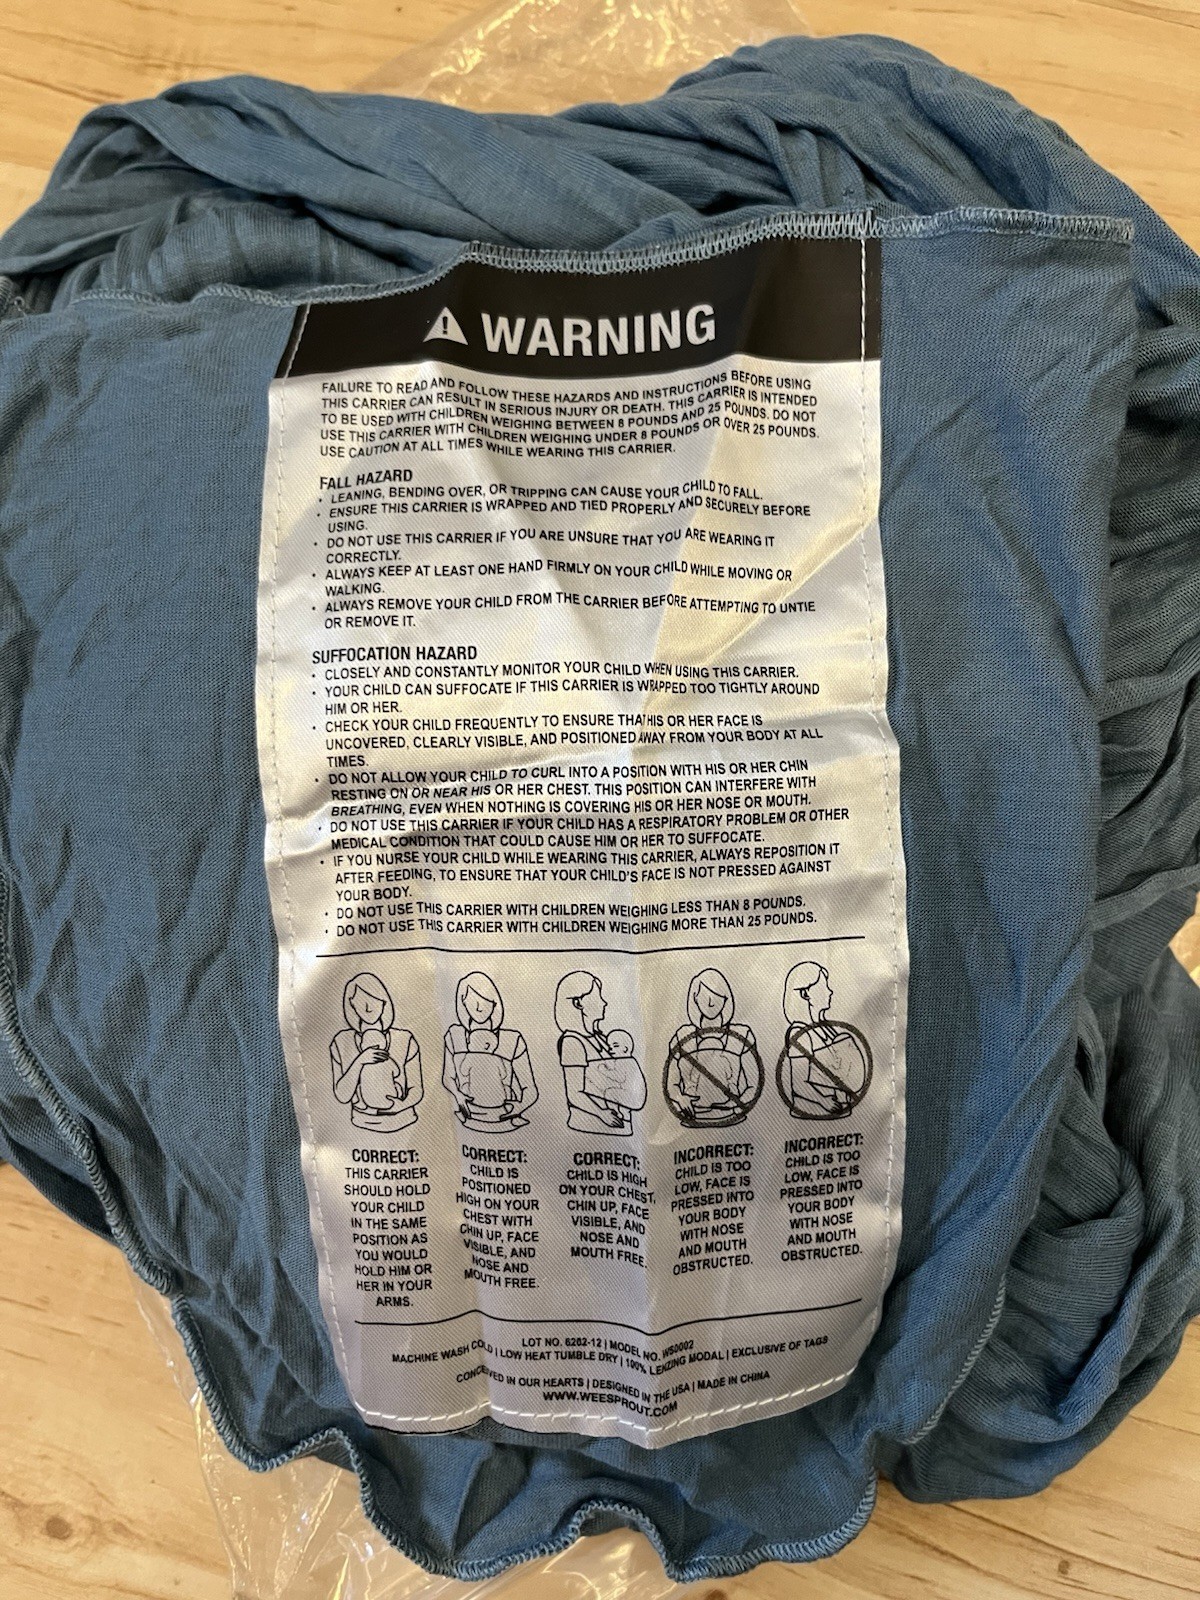 WARNING
FAILURE TO READ AND FOLLOW THESE HAZARDS AND INSTRUCTIONS BEFORE USING
THIS CARRIER CAN RESULT IN SERIOUS INJURY OR DEATH. THIS CARRIER IS INTENDED
TO BE USED WITH CHILDREN WEIGHING BETWEEN 8 POUNDS AND 25 POUNDS. DO NOT
USE THIS CARRIER WITH CHILDREN WEIGHING UNDER 8 POUNDS OR OVER 25 POUNDS.
USE CAUTION AT ALL TIMES WHILE WEARING THIS CARRIER.
FALL HAZARD
• LEANING, BENDING OVER, OR TRIPPING CAN CAUSE YOUR CHILD TO FALL.
• ENSURE THIS CARRIER IS WRAPPED AND TIED PROPERLY AND SECURELY BEFORE
USING.
• DO NOT USE THIS CARRIER IF YOU ARE UNSURE THAT YOU ARE WEARING IT
CORRECTLY.
• ALWAYS KEEP AT LEAST ONE HAND FIRMLY ON YOUR CHILD WHILE MOVING OR
WALKING.
• ALWAYS REMOVE YOUR CHILD FROM THE CARRIER BEFORE ATTEMPTING TO UNTIE
OR REMOVE IT.
SUFFOCATION HAZARD
• CLOSELY AND CONSTANTLY MONITOR YOUR CHILD WHEN USING THIS CARRIER.
• YOUR CHILD CAN SUFFOCATE IF THIS CARRIER IS WRAPPED TOO TIGHTLY AROUND
HIM OR HER.
• CHECK YOUR CHILD FREQUENTLY TO ENSURE THAT HIS OR HER FACE IS
UNCOVERED, CLEARLY VISIBLE, AND POSITIONED AWAY FROM YOUR BODY AT ALL
TIMES.
• DO NOT ALLOW YOUR CHILD TO CURL INTO A POSITION WITH HIS OR HER CHIN
RESTING ON OR NEAR HIS OR HER CHEST. THIS POSITION CAN INTERFERE WITH
BREATHING, EVEN WHEN NOTHING IS COVERING HIS OR HER NOSE OR MOUTH.
• DO NOT USE THIS CARRIER IF YOUR CHILD HAS A RESPIRATORY PROBLEM OR OTHER
MEDICAL CONDITION THAT COULD CAUSE HIM OR HER TO SUFFOCATE.
• IF YOU NURSE YOUR CHILD WHILE WEARING THIS CARRIER, ALWAYS REPOSITION IT
AFTER FEEDING, TO ENSURE THAT YOUR CHILD'S FACE IS NOT PRESSED AGAINST
YOUR BODY.
• DO NOT USE THIS CARRIER WITH CHILDREN WEIGHING LESS THAN 8 POUNDS.
• DO NOT USE THIS CARRIER WITH CHILDREN WEIGHING MORE THAN 25 POUNDS.
CORRECT:
THIS CARRIER
SHOULD HOLD
YOUR CHILD
IN THE SAME
POSITION AS
YOU WOULD
HOLD HIM OR
HER IN YOUR
ARMS.
CORRECT:
CHILD IS
POSITIONED
HIGH ON YOUR
CHEST WITH
CHIN UP, FACE
VISIBLE, AND
NOSE AND
MOUTH FREE.
CORRECT:
CHILD IS HIGH
ON YOUR CHEST,
CHIN UP, FACE
VISIBLE, AND
NOSE AND
MOUTH FREE.
INCORRECT:
CHILD IS TOO
LOW, FACE IS
PRESSED INTO
YOUR BODY
WITH NOSE
AND MOUTH
OBSTRUCTED.
INCORRECT:
CHILD IS TOO
LOW, FACE IS
PRESSED INTO
YOUR BODY
WITH NOSE
AND MOUTH
OBSTRUCTED.
LOT NO. 6262-12 | MODEL NO. WS0002
MACHINE WASH COLD | LOW HEAT TUMBLE DRY | 100% LENZING MODAL | EXCLUSIVE OF TAGS
CONCEIVED IN OUR HEARTS | DESIGNED IN THE USA | MADE IN CHINA
WWW.WEESPROUT.COM